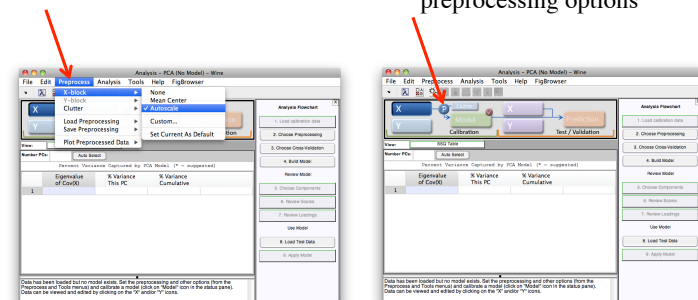 preprocessing options
Analysis - PCA (No Model) - Wine
File Edit Preprocess Analysis Tools Help FigBrowser
X-block
Y-block
Clutter
Load Preprocessing
Save Preprocessing
Plot Preprocessed Data
None
Mean Center
✓ Autoscale
Custom...
Set Current As Default
X
Y
View:
Number PCs: Auto Select
Percent Variance Captured by PCA Model (* = suggested)
Eigenvalue of Cov(X)
% Variance This PC
% Variance Cumulative
1
Analysis Flowchart
1. Load calibration data
2. Choose Preprocessing
3. Choose Cross-Validation
4. Build Model
Review Model
5. Choose Components
6. Review Scores
7. Review Loadings
Use Model
8. Load Test Data
9. Apply Model
Data has been loaded but no model exists. Set the preprocessing and other options (from the
Preprocess and Tools menus) and calibrate a model (click on "Model" icon in the status pane).
Data can be viewed and edited by clicking on the "X" and/or "Y" icons.
Analysis - PCA (No Model) - Wine
File Edit Preprocess Analysis Tools Help FigBrowser
X
P
Clutter
Model
Y
X
Y
Prediction
Calibration
Test / Validation
View: SSQ Table
Number PCs: Auto Select
Percent Variance Captured by PCA Model (* = suggested)
Eigenvalue of Cov(X)
% Variance This PC
% Variance Cumulative
1
Analysis Flowchart
1. Load calibration data
2. Choose Preprocessing
3. Choose Cross-Validation
4. Build Model
Review Model
5. Choose Components
6. Review Scores
7. Review Loadings
Use Model
8. Load Test Data
9. Apply Model
Data has been loaded but no model exists. Set the preprocessing and other options (from the
Preprocess and Tools menus) and calibrate a model (click on "Model" icon in the status pane).
Data can be viewed and edited by clicking on the "X" and/or "Y" icons.